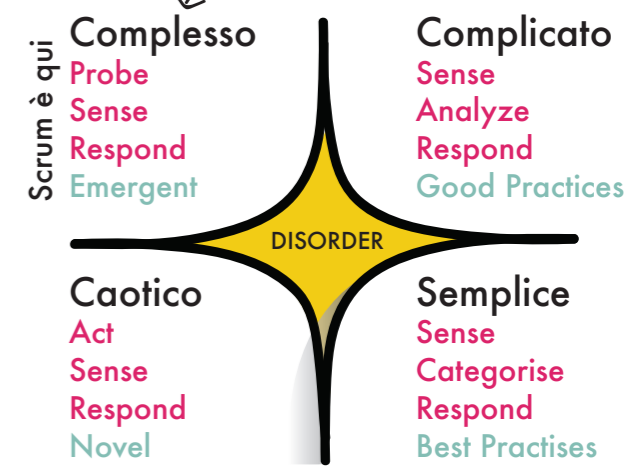 Scrum è qui
Complesso
Probe
Sense
Respond
Emergent
Complicato
Sense
Analyze
Respond
Good Practices
DISORDER
Caotico
Act
Sense
Respond
Novel
Semplice
Sense
Categorise
Respond
Best Practises